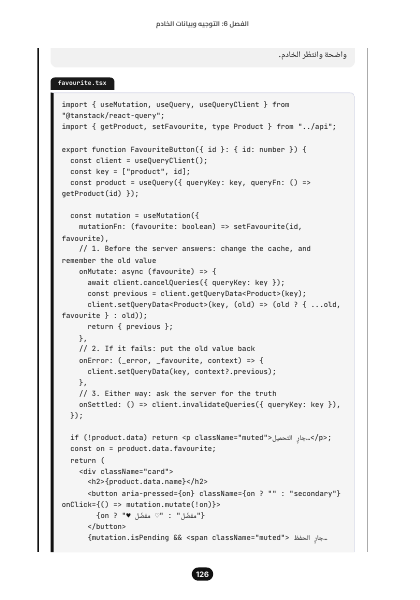 الفصل 6: التوجيه وبيانات الخادم
واضحة وانتظر الخادم.
favourite.tsx
import { useMutation, useQuery, useQueryClient } from
"@tanstack/react-query";
import { getProduct, setFavourite, type Product } from "../api";
export function FavouriteButton({ id }: { id: number }) {
const client = useQueryClient();
const key = ["product", id];
const product = useQuery({ queryKey: key, queryFn: () =>
getProduct(id) });
const mutation = useMutation({
mutationFn: (favourite: boolean) => setFavourite(id,
favourite),
// 1. Before the server answers: change the cache, and
remember the old value
onMutate: async (favourite) => {
await client.cancelQueries({ queryKey: key });
const previous = client.getQueryData<Product>(key);
client.setQueryData<Product>(key, (old) => (old ? { ...old,
favourite } : old));
return { previous };
},
// 2. If it fails: put the old value back
onError: (_error, _favourite, context) => {
client.setQueryData(key, context?.previous);
},
// 3. Either way: ask the server for the truth
onSettled: () => client.invalidateQueries({ queryKey: key }),
});
if (!product.data) return <p className="muted">جارٍ التحميل…</p>;
const on = product.data.favourite;
return (
<div className="card">
<h2>{product.data.name}</h2>
<button aria-pressed={on} className={on ? "" : "secondary"}
onClick={() => mutation.mutate(!on)}>
{on ? "♥ مفضّل" : "♡ مفضّل"}
</button>
{mutation.isPending && <span className="muted"> جارٍ الحفظ…
126